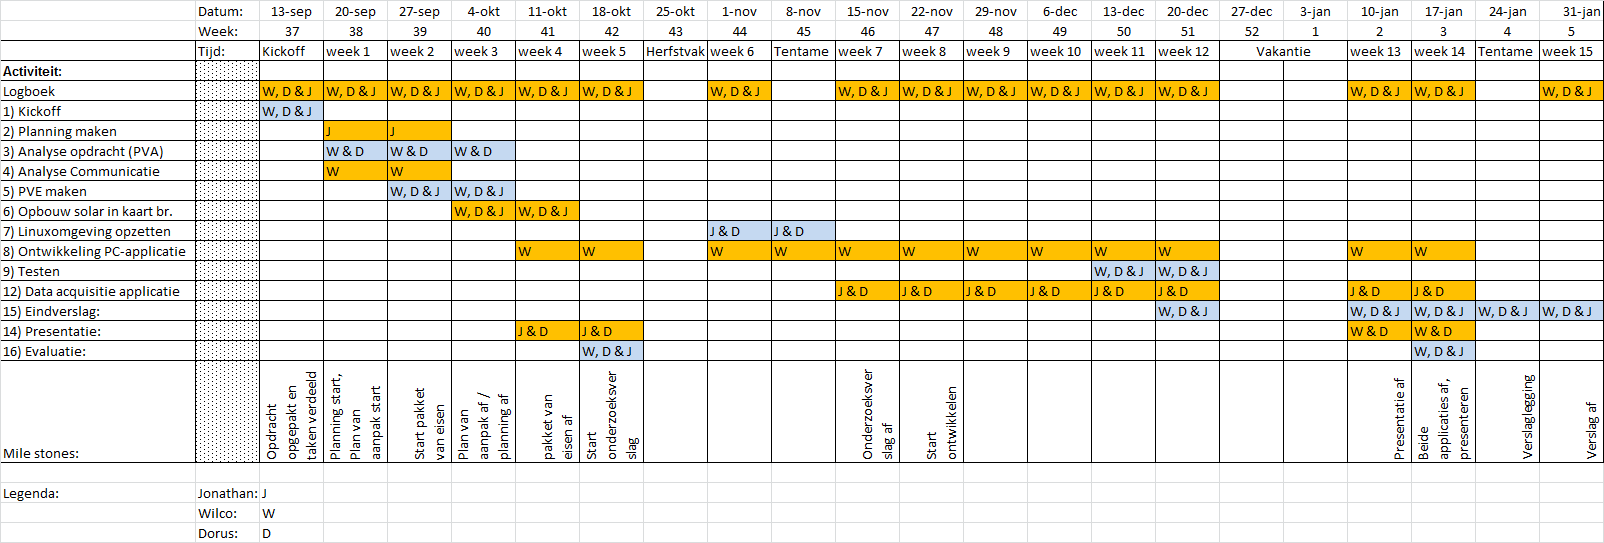 Datum: 13-sep 20-sep 27-sep 4-okt 11-okt 18-okt 25-okt 1-nov 8-nov 15-nov 22-nov 29-nov 6-dec 13-dec 20-dec 27-dec 3-jan 10-jan 17-jan 24-jan 31-jan
Week: 37 38 39 40 41 42 43 44 45 46 47 48 49 50 51 52 1 2 3 4 5
Tijd: Kickoff week 1 week 2 week 3 week 4 week 5 Herfstvak week 6 Tentame week 7 week 8 week 9 week 10 week 11 week 12 Vakantie week 13 week 14 Tentame week 15
Activiteit:
Logboek W, D & J W, D & J W, D & J W, D & J W, D & J W, D & J W, D & J W, D & J W, D & J W, D & J W, D & J W, D & J W, D & J W, D & J W, D & J W, D & J
1) Kickoff W, D & J
2) Planning maken J J
3) Analyse opdracht (PVA) W & D W & D W & D
4) Analyse Communicatie W W
5) PVE maken W, D & J W, D & J
6) Opbouw solar in kaart br. W, D & J W, D & J
7) Linuxomgeving opzetten J & D J & D
8) Ontwikkeling PC-applicatie W W W W W W W W W W W W
9) Testen W, D & J W, D & J
12) Data acquisitie applicatie J & D J & D J & D J & D J & D J & D J & D J & D
15) Eindverslag: W, D & J W, D & J W, D & J W, D & J W, D & J
14) Presentatie: J & D J & D W & D W & D
16) Evaluatie: W, D & J W, D & J
Mile stones:
Opdracht
opgepakt en
taken verdeeld
Planning start,
Plan van
aanpak start
Start pakket
van eisen
Plan van
aanpak af /
planning af
pakket van
eisen af
Start
onderzoeksver
slag
Onderzoeksver
slag af
Start
ontwikkelen
Presentatie af
Beide
applicaties af,
presenteren
Verslaglegging
Verslag af
Legenda: Jonathan: J
Wilco: W
Dorus: D